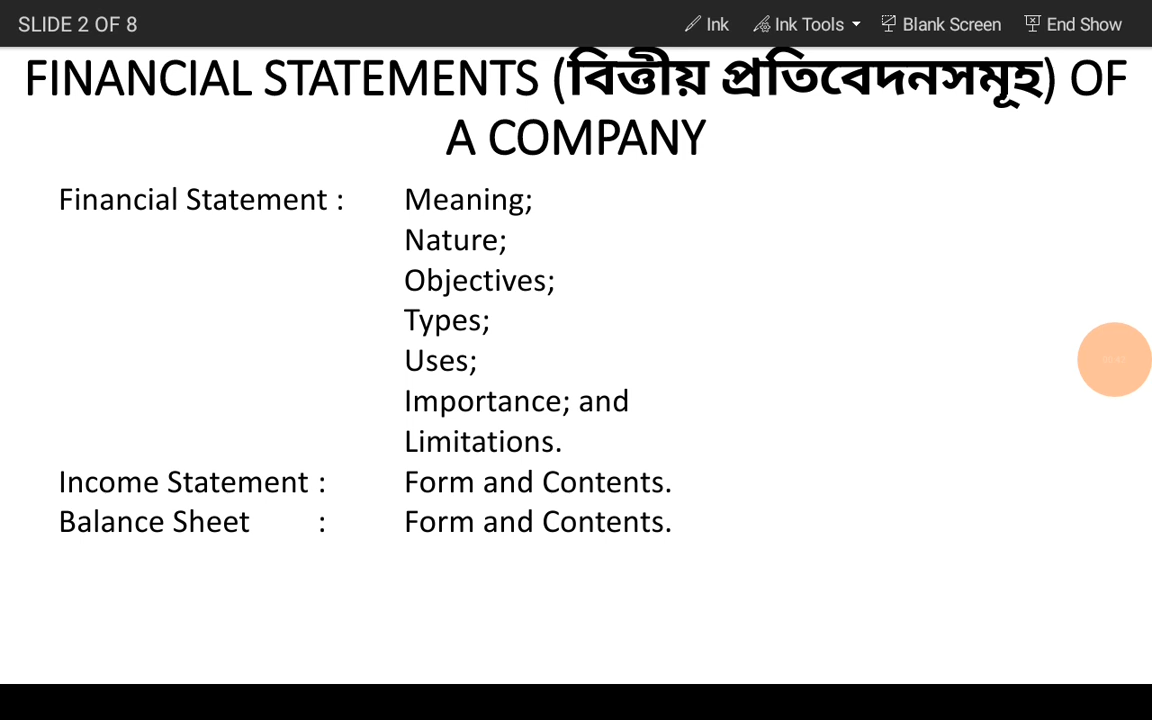 SLIDE 2 OF 8 Ink Ink Tools Blank Screen End Show
FINANCIAL STATEMENTS (বিত্তীয় প্রতিবেদনসমূহ) OF
A COMPANY
Financial Statement : Meaning;
Nature;
Objectives;
Types;
Uses;
Importance; and
Limitations.
Income Statement : Form and Contents.
Balance Sheet : Form and Contents.